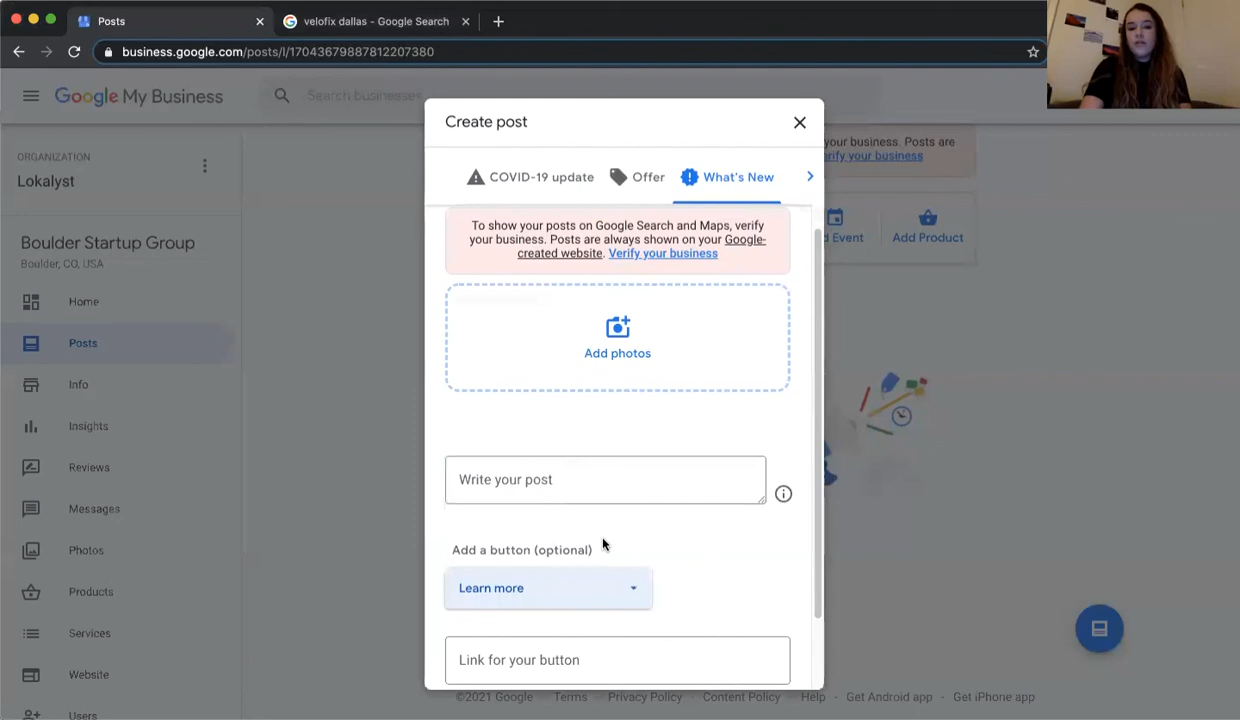 Posts
velofix dallas - Google Search
business.google.com/posts/l/17043679887812207380
Google My Business
Search businesses
ORGANIZATION
Lokalyst
Boulder Startup Group
Boulder, CO, USA
Home
Posts
Info
Insights
Reviews
Messages
Photos
Products
Services
Website
Users
Create post
COVID-19 update
Offer
What's New
To show your posts on Google Search and Maps, verify
your business. Posts are always shown on your Google-
created website. Verify your business
Add photos
Write your post
Add a button (optional)
Learn more
Link for your button
your business. Posts are
verify your business
Event
Add Product
©2021 Google
Terms
Privacy Policy
Content Policy
Help
Get Android app
Get iPhone app